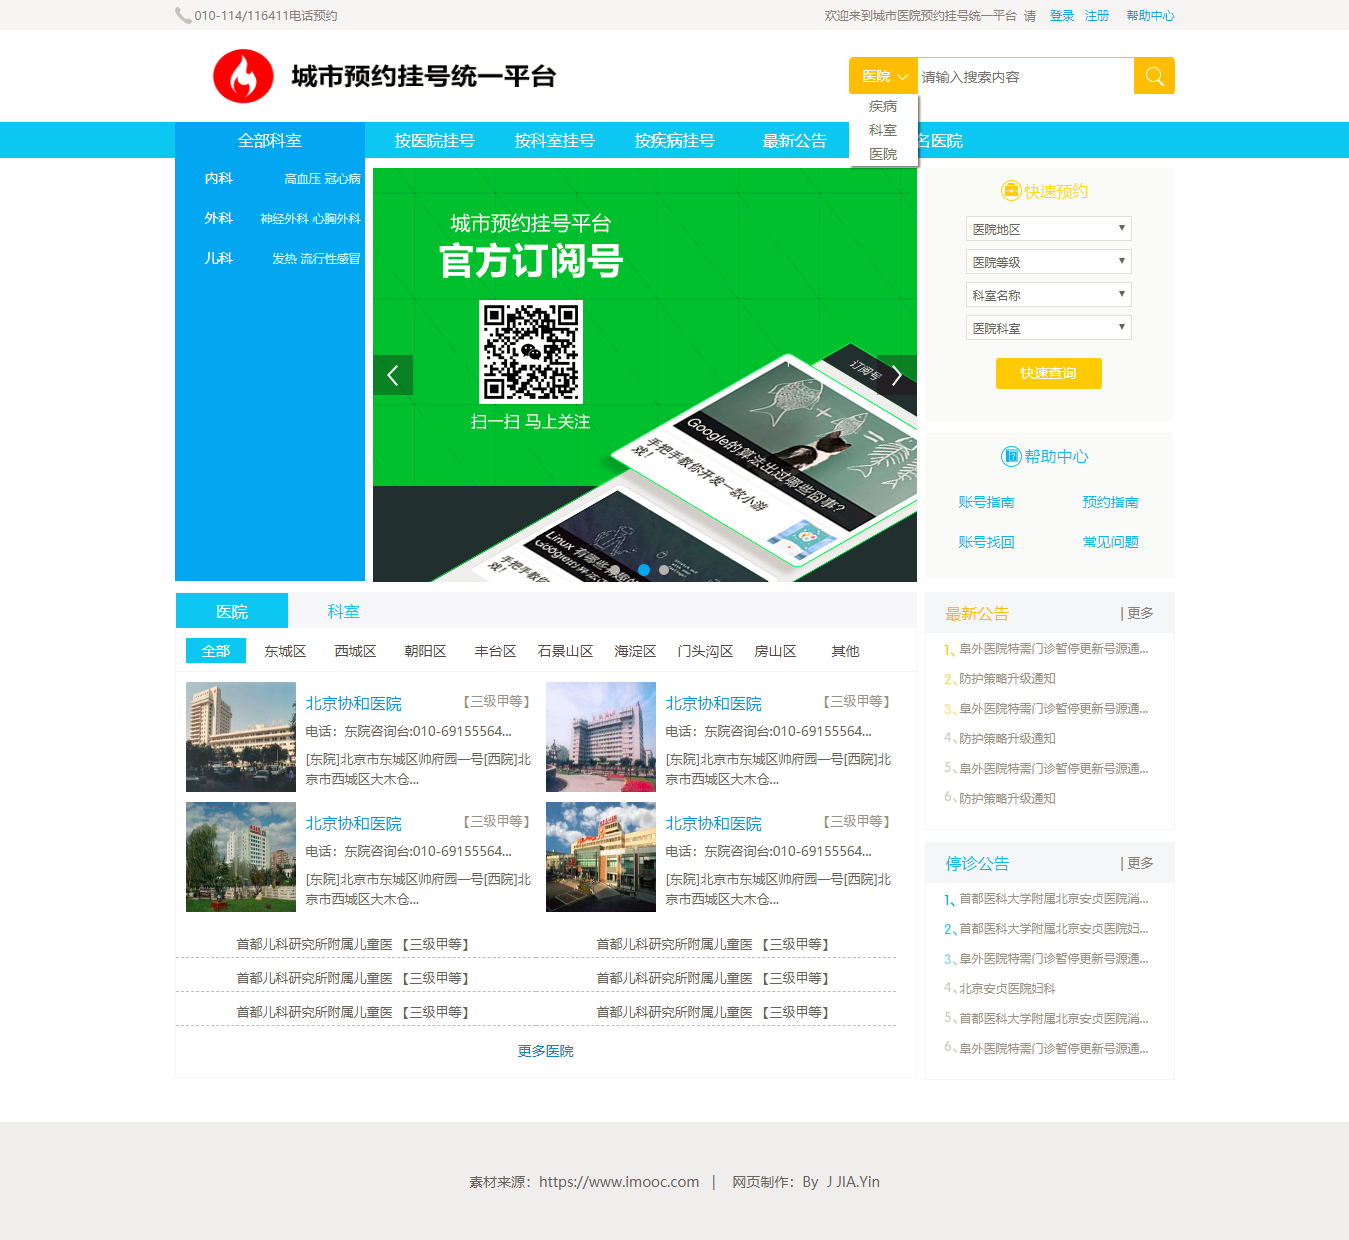 010-114/116411电话预约
欢迎来到城市医院预约挂号统一平台 请 登录 注册 帮助中心
城市预约挂号统一平台
医院 请输入搜索内容
疾病
科室
医院
全部科室 按医院挂号 按科室挂号 按疾病挂号 最新公告 名医院
内科 高血压 冠心病
外科 神经外科 心胸外科
儿科 发热 流行性感冒
城市预约挂号平台
官方订阅号
扫一扫 马上关注
订阅号
Google的算法出过哪些囧事?
手把手教你开发一款小游戏!
Linux 有哪些有趣的
Google的算法出过哪些
手把手教你开发一款小
戏!
快速预约
医院地区
医院等级
科室名称
医院科室
快速查询
帮助中心
账号指南 预约指南
账号找回 常见问题
医院 科室
全部 东城区 西城区 朝阳区 丰台区 石景山区 海淀区 门头沟区 房山区 其他
北京协和医院 【三级甲等】
电话：东院咨询台:010-69155564...
[东院]北京市东城区帅府园一号[西院]北
京市西城区大木仓...
北京协和医院 【三级甲等】
电话：东院咨询台:010-69155564...
[东院]北京市东城区帅府园一号[西院]北
京市西城区大木仓...
北京协和医院 【三级甲等】
电话：东院咨询台:010-69155564...
[东院]北京市东城区帅府园一号[西院]北
京市西城区大木仓...
北京协和医院 【三级甲等】
电话：东院咨询台:010-69155564...
[东院]北京市东城区帅府园一号[西院]北
京市西城区大木仓...
首都儿科研究所附属儿童医 【三级甲等】 首都儿科研究所附属儿童医 【三级甲等】
首都儿科研究所附属儿童医 【三级甲等】 首都儿科研究所附属儿童医 【三级甲等】
首都儿科研究所附属儿童医 【三级甲等】 首都儿科研究所附属儿童医 【三级甲等】
更多医院
最新公告 | 更多
1、阜外医院特需门诊暂停更新号源通...
2、防护策略升级通知
3、阜外医院特需门诊暂停更新号源通...
4、防护策略升级通知
5、阜外医院特需门诊暂停更新号源通...
6、防护策略升级通知
停诊公告 | 更多
1、首都医科大学附属北京安贞医院消...
2、首都医科大学附属北京安贞医院妇...
3、阜外医院特需门诊暂停更新号源通...
4、北京安贞医院妇科
5、首都医科大学附属北京安贞医院消...
6、阜外医院特需门诊暂停更新号源通...
素材来源：https://www.imooc.com | 网页制作：By J JIA.Yin